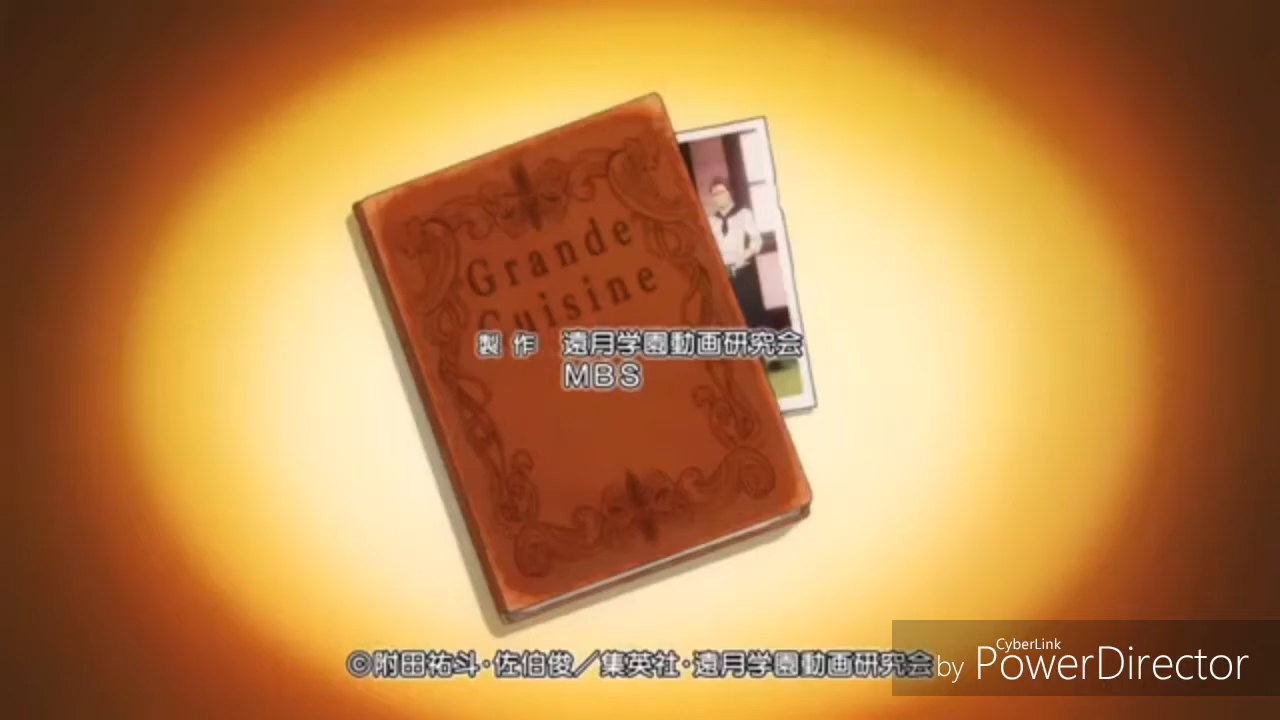 Grande
Cuisine
製作 遠月学園動画研究会
MBS
©附田祐斗・佐伯俊／集英社・遠月学園動画研究会
CyberLink
by PowerDirector